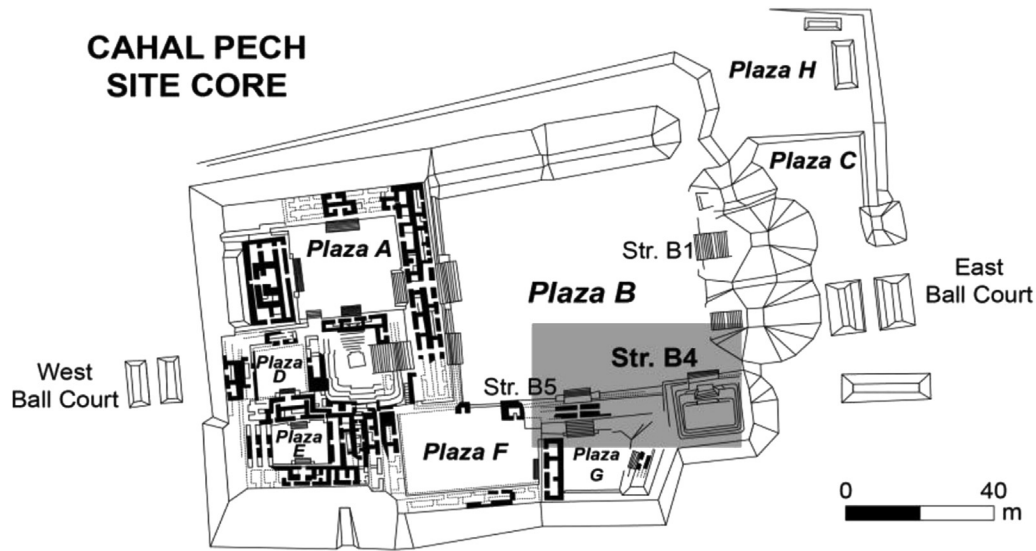 CAHAL PECH
SITE CORE
Plaza H
Plaza C
Plaza A
Str. B1
Plaza B
East
Ball Court
West
Ball Court
Plaza
D
Str. B4
Str. B5
Plaza
E
Plaza F
Plaza
G
0 40
m